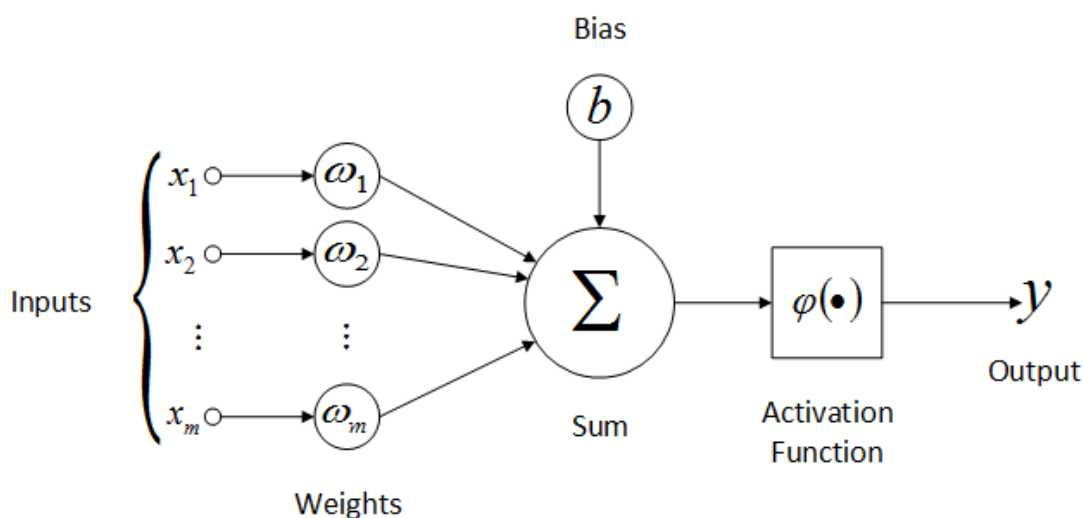 Bias
b
x₁ ω₁
x₂ ω₂
Inputs
⋮ ⋮
Σ
φ(•)
y
Output
xₘ ωₘ
Sum
Activation
Function
Weights